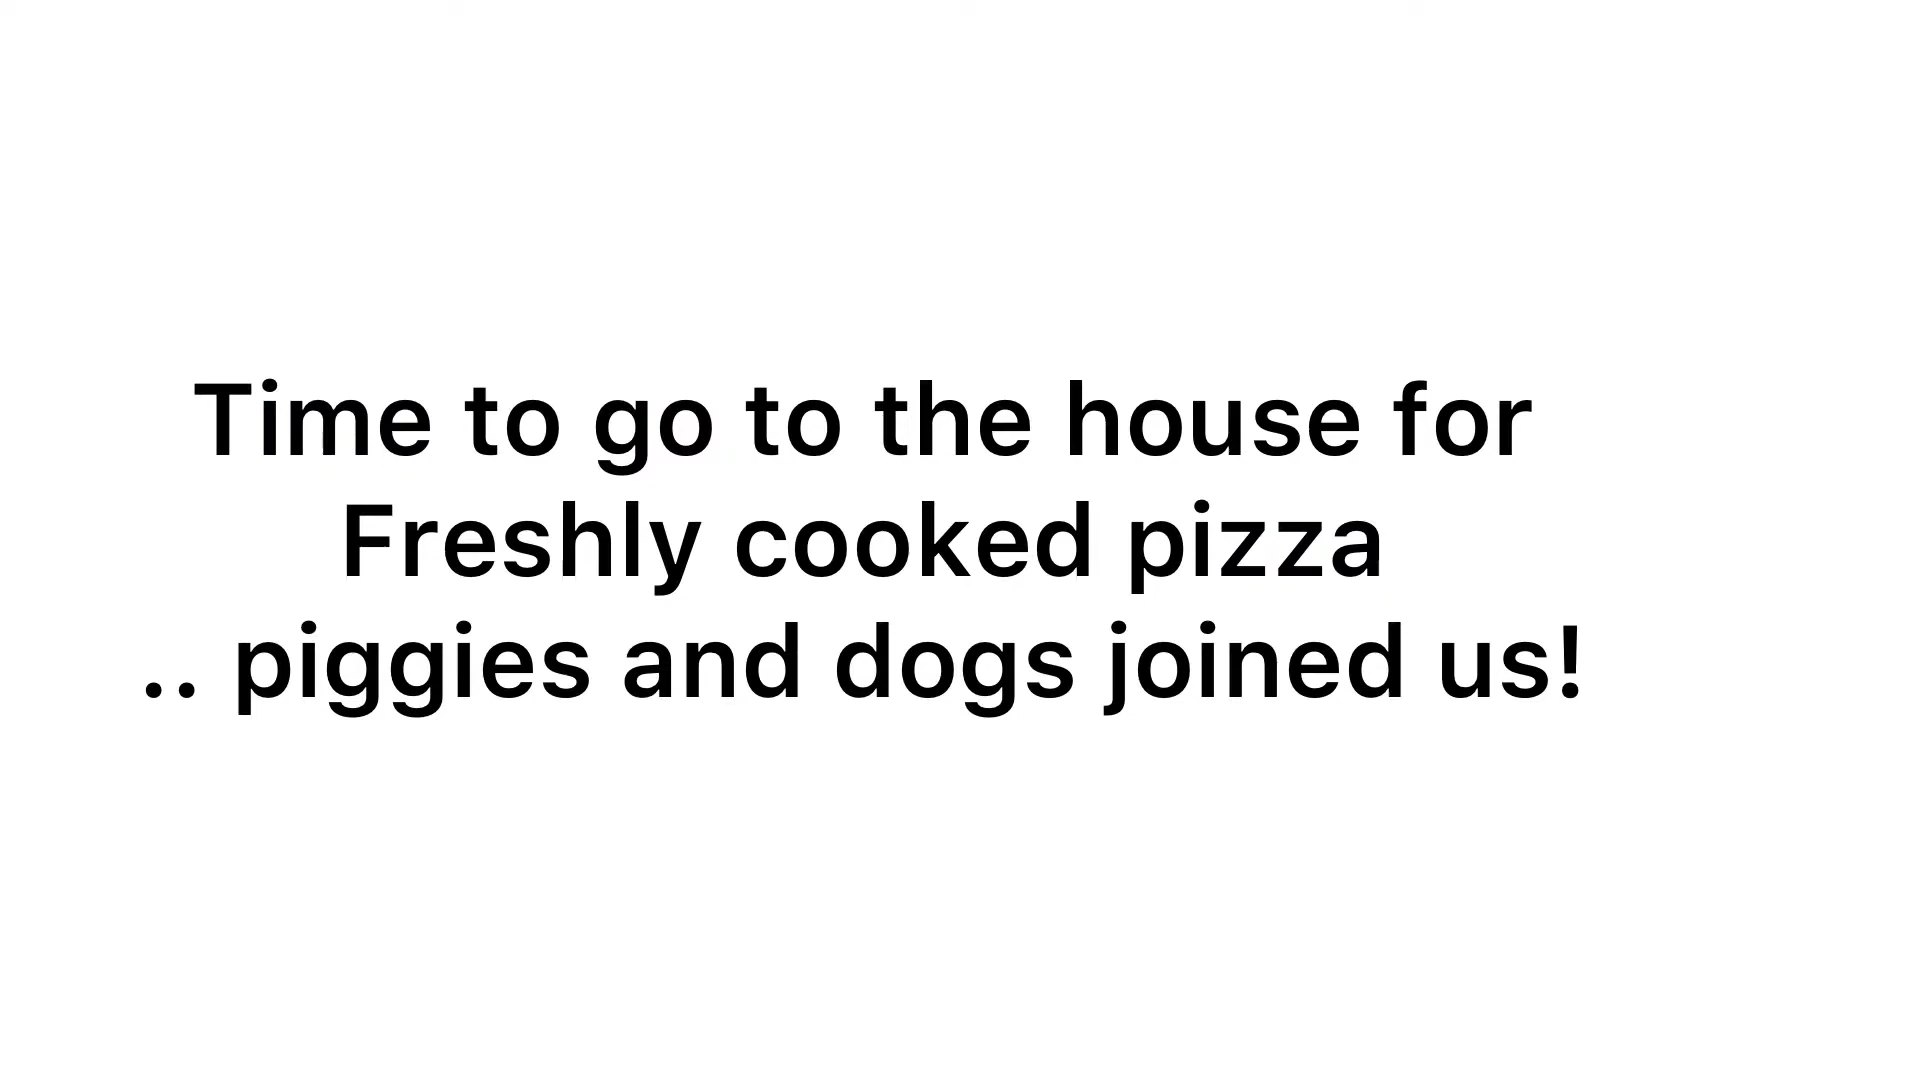 Time to go to the house for
Freshly cooked pizza
.. piggies and dogs joined us!